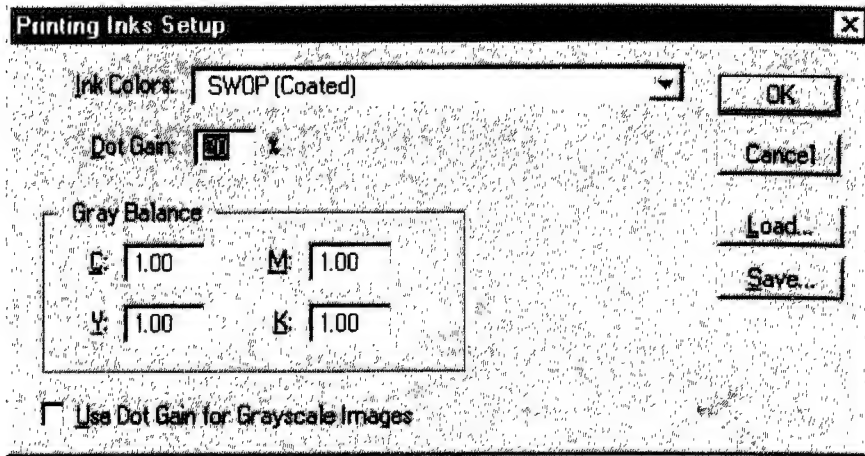 Printing Inks Setup
Ink Colors: SWOP (Coated)
OK
Dot Gain: %
Cancel
Gray Balance
Load...
C: 1.00 M: 1.00
Save...
Y: 1.00 K: 1.00
Use Dot Gain for Grayscale Images